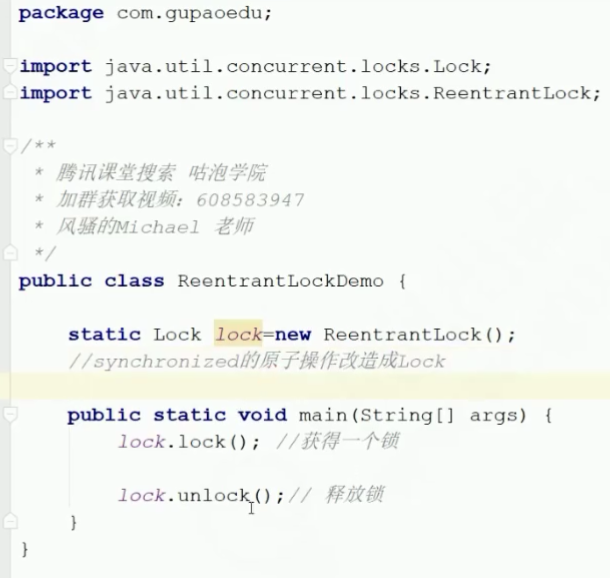 package com.gupaoedu;
import java.util.concurrent.locks.Lock;
import java.util.concurrent.locks.ReentrantLock;
/**
* 腾讯课堂搜索 咕泡学院
* 加群获取视频：608583947
* 风骚的Michael 老师
*/
public class ReentrantLockDemo {
static Lock lock=new ReentrantLock();
//synchronized的原子操作改造成Lock
public static void main(String[] args) {
lock.lock(); //获得一个锁
lock.unlock();// 释放锁
}
}